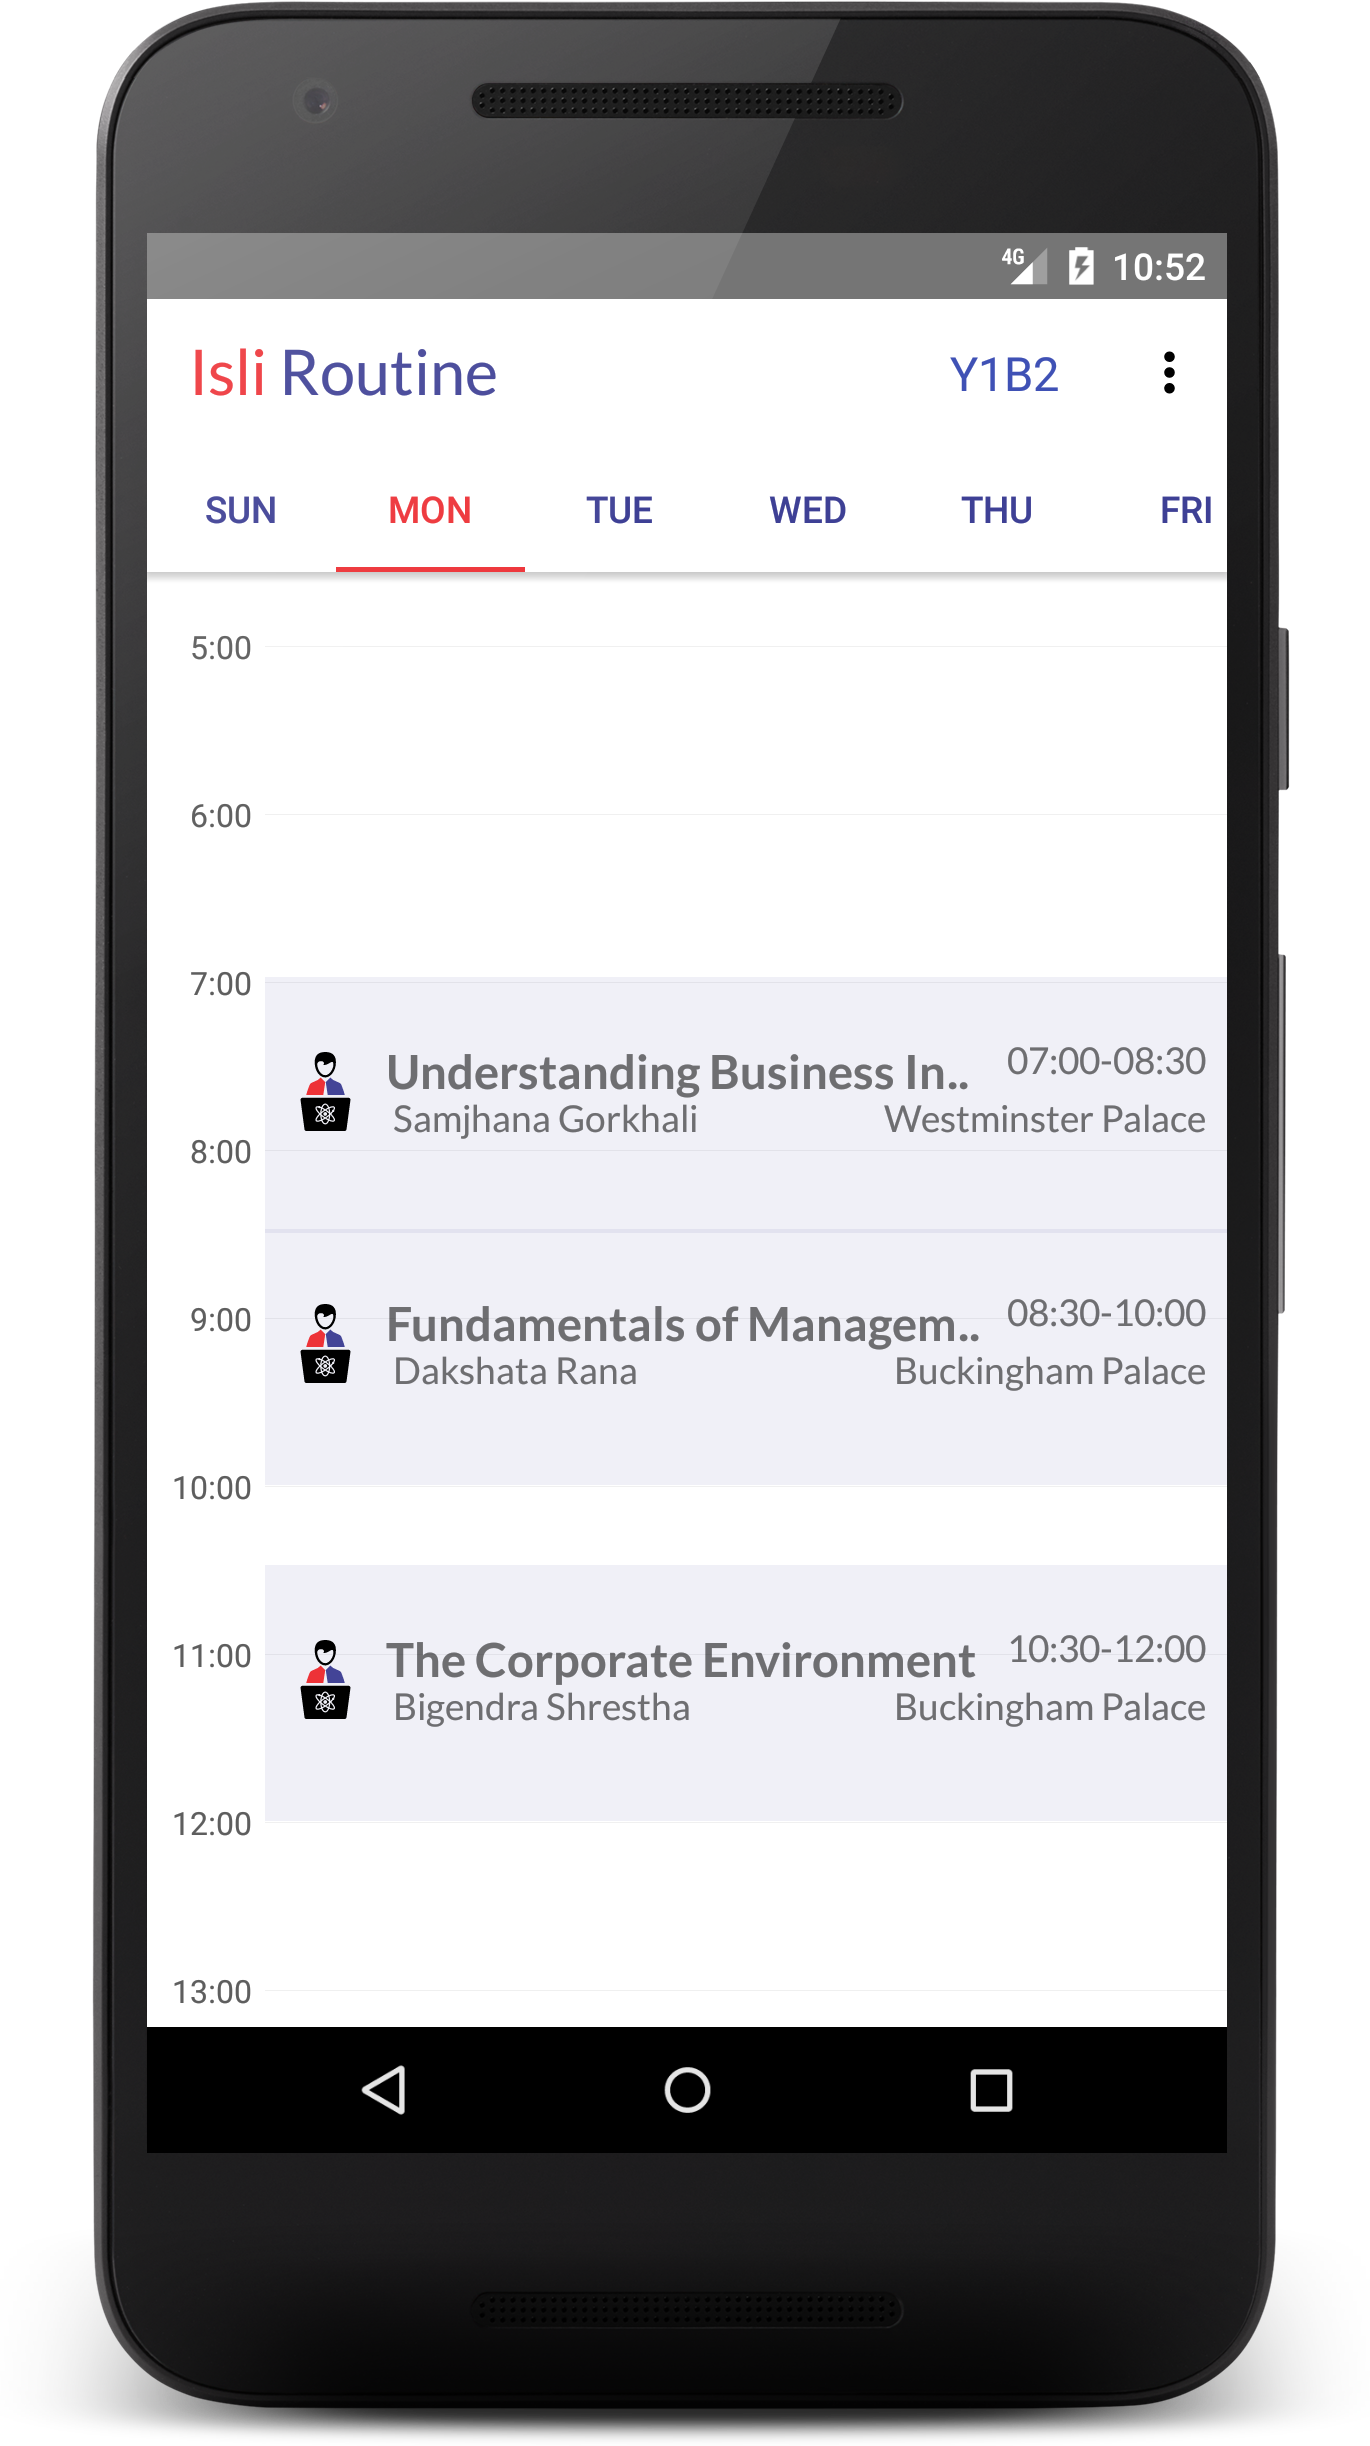 4G 10:52
Isli Routine Y1B2
SUN MON TUE WED THU FRI
5:00
6:00
7:00
Understanding Business In.. 07:00-08:30
Samjhana Gorkhali Westminster Palace
8:00
9:00 Fundamentals of Managem.. 08:30-10:00
Dakshata Rana Buckingham Palace
10:00
11:00 The Corporate Environment 10:30-12:00
Bigendra Shrestha Buckingham Palace
12:00
13:00